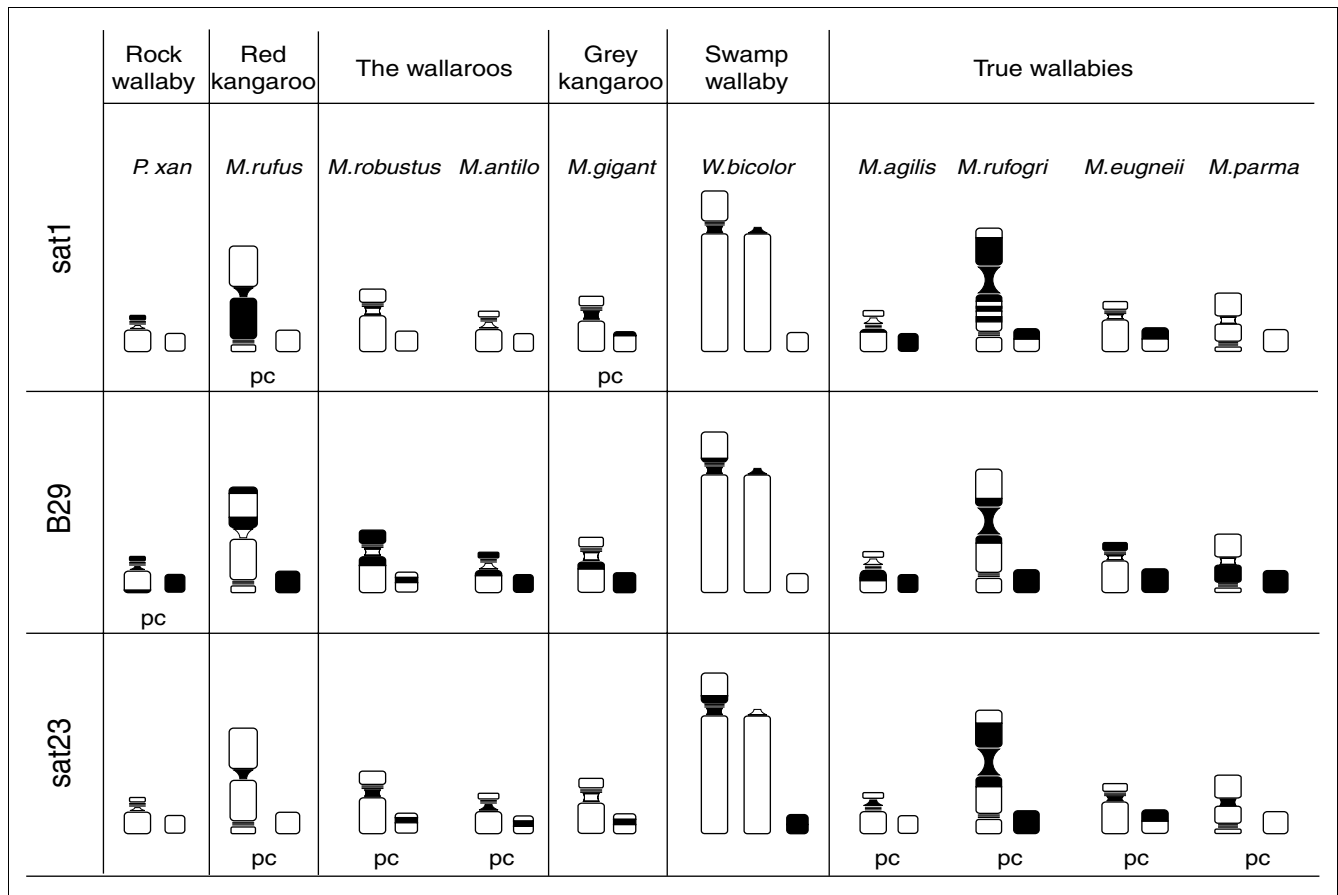 Rock wallaby
Red kangaroo
The wallaroos
Grey kangaroo
Swamp wallaby
True wallabies
P. xan
M.rufus
M.robustus
M.antilo
M.gigant
W.bicolor
M.agilis
M.rufogri
M.eugneii
M.parma
sat1
pc
pc
B29
pc
sat23
pc
pc
pc
pc
pc
pc
pc